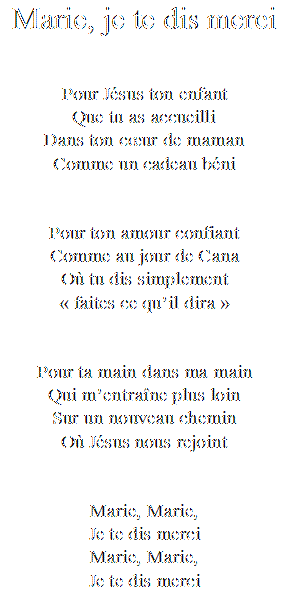 Marie, je te dis merci
Pour Jésus ton enfant
Que tu as accueilli
Dans ton cœur de maman
Comme un cadeau béni
Pour ton amour confiant
Comme au jour de Cana
Où tu dis simplement
« faites ce qu’il dira »
Pour ta main dans ma main
Qui m’entraîne plus loin
Sur un nouveau chemin
Où Jésus nous rejoint
Marie, Marie,
Je te dis merci
Marie, Marie,
Je te dis merci